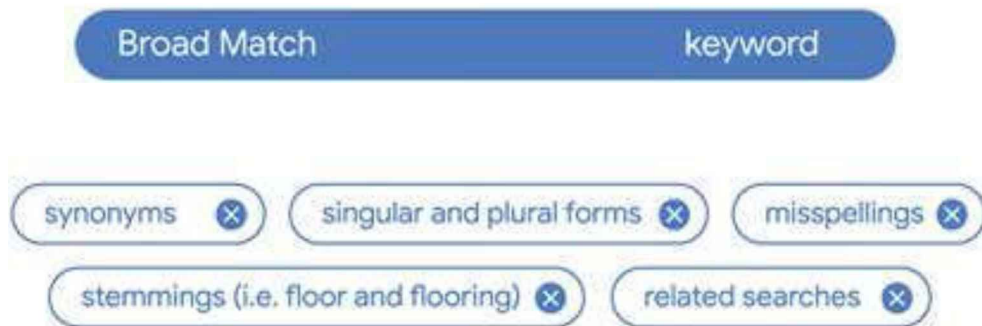 Broad Match keyword
synonyms singular and plural forms misspellings
stemmings (i.e. floor and flooring) related searches